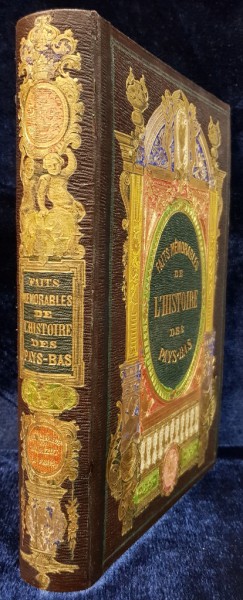 FAITS
MÉMORABLES
DE
L'HISTOIRE
DES
PAYS-BAS
FAITS MÉMORABLES
DE
L'HISTOIRE
DES
PAYS-BAS